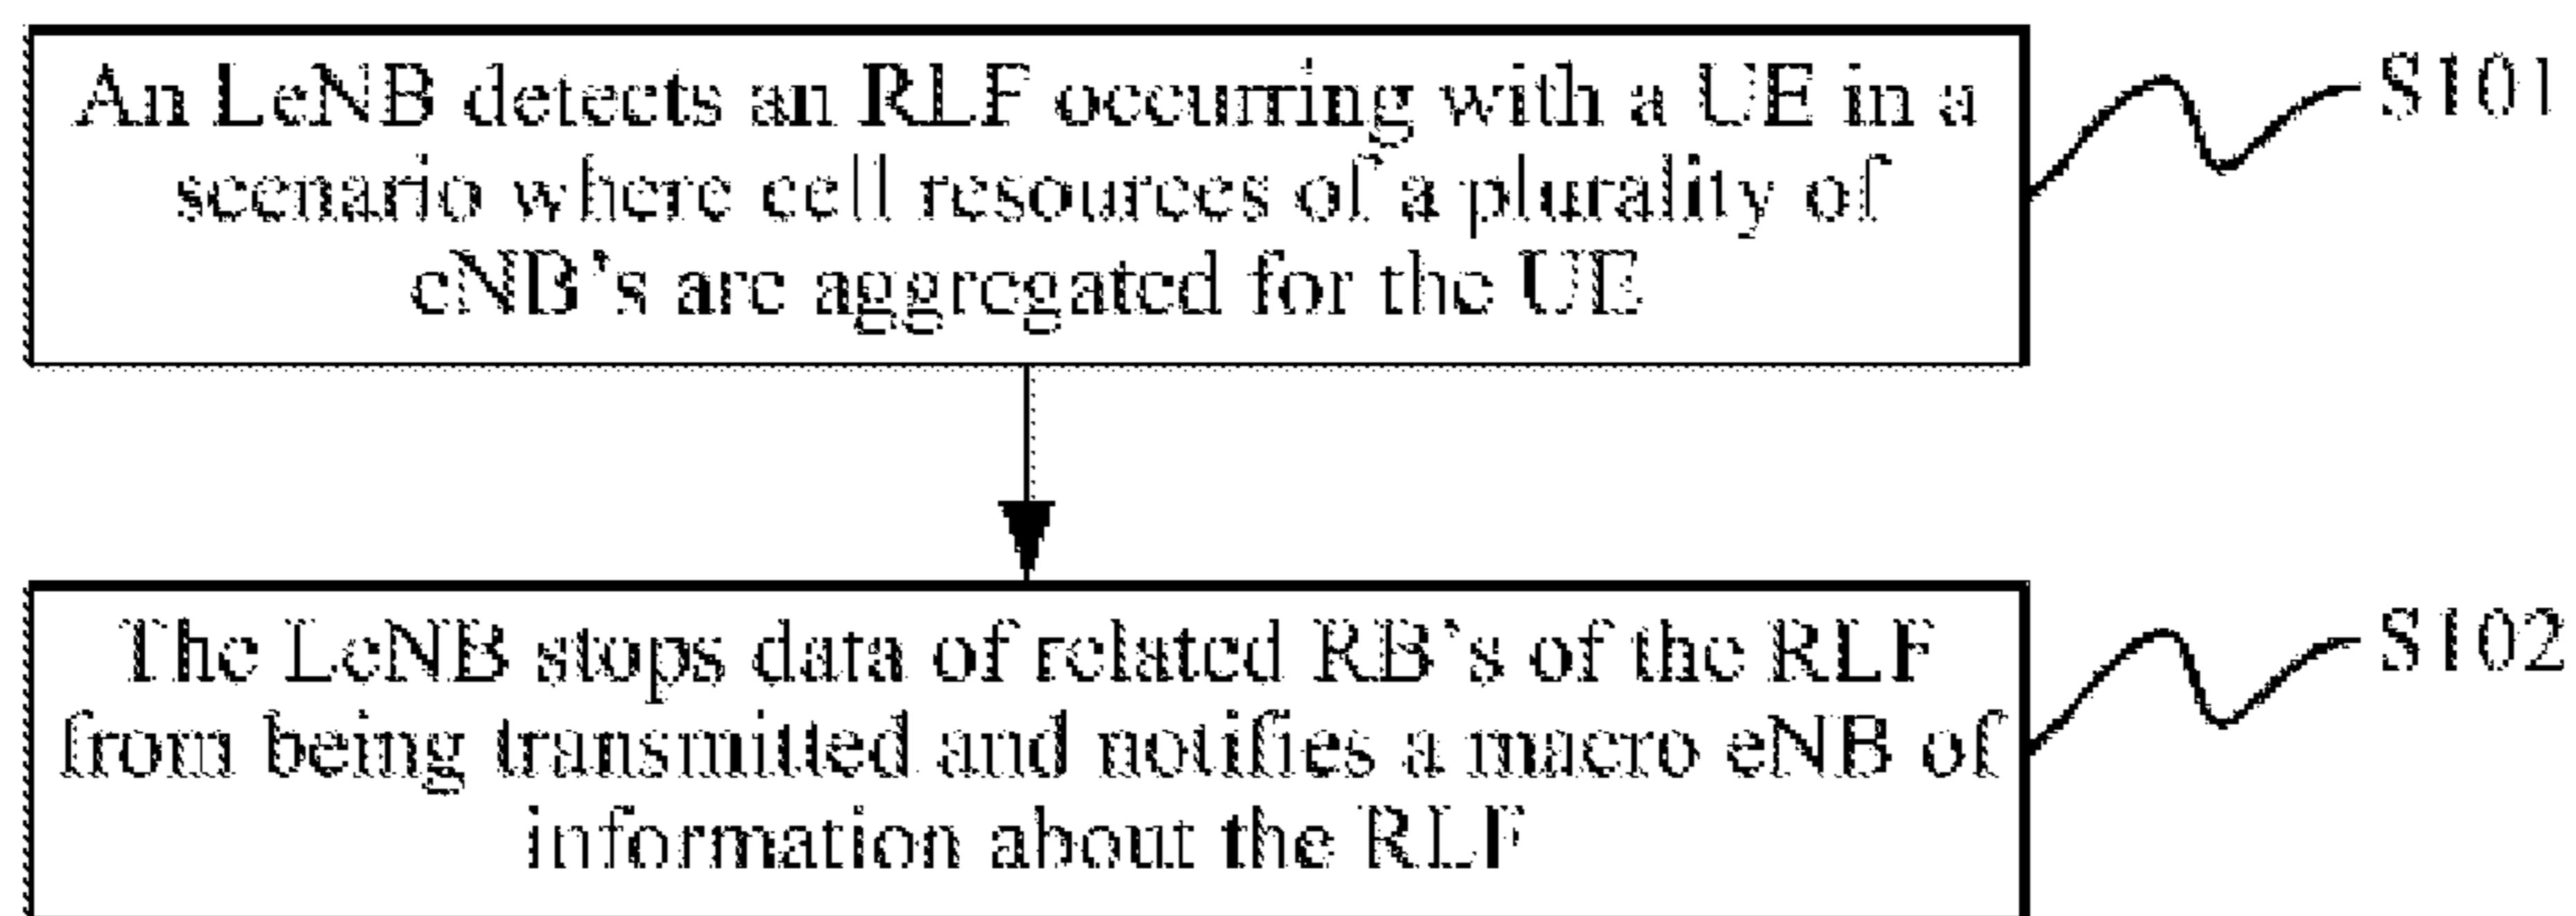 An LeNB detects an RLF occurring with a UE in a
S101
scenario where cell resources of a plurality of
eNB's are aggregated for the UE
The LeNB stops data of related RB's of the RLF
S102
from being transmitted and notifies a macro eNB of
information about the RLF